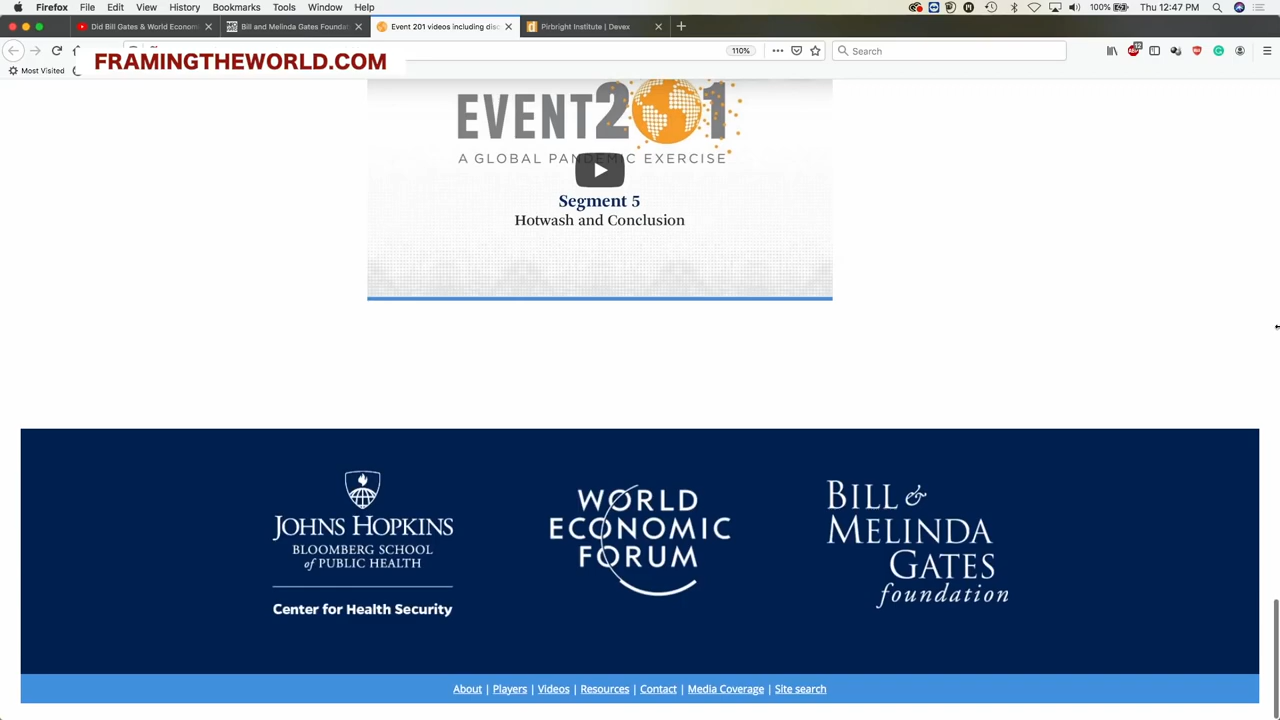 Firefox File Edit View History Bookmarks Tools Window Help
100% Thu 12:47 PM
Did Bill Gates & World Econom
Bill and Melinda Gates Foundat
Event 201 videos including disc
Pirbright Institute | Devex
110%
Search
FRAMINGTHEWORLD.COM
Most Visited
EVENT201
A GLOBAL PANDEMIC EXERCISE
Segment 5
Hotwash and Conclusion
JOHNS HOPKINS
BLOOMBERG SCHOOL
of PUBLIC HEALTH
Center for Health Security
WORLD
ECONOMIC
FORUM
BILL &
MELINDA
GATES
foundation
About | Players | Videos | Resources | Contact | Media Coverage | Site search